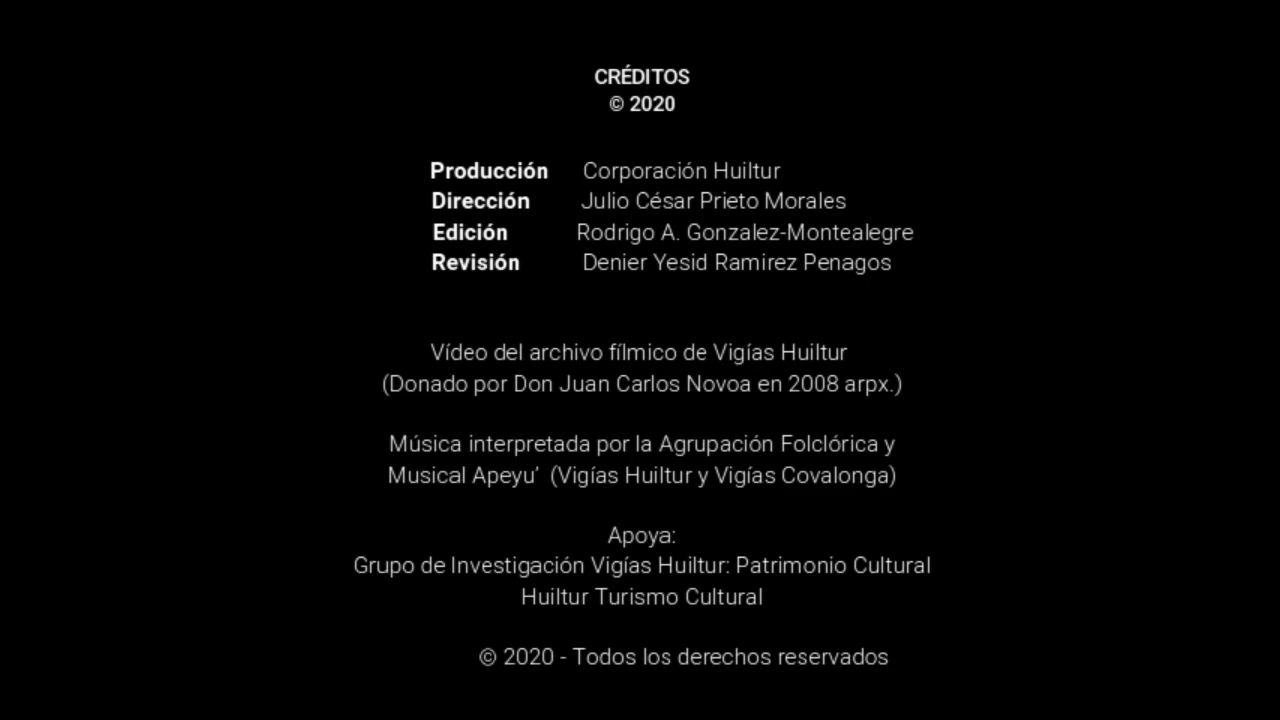 CRÉDITOS
© 2020
Producción Corporación Huiltur
Dirección Julio César Prieto Morales
Edición Rodrigo A. Gonzalez-Montealegre
Revisión Denier Yesid Ramirez Penagos
Vídeo del archivo fílmico de Vigías Huiltur
(Donado por Don Juan Carlos Novoa en 2008 arpx.)
Música interpretada por la Agrupación Folclórica y
Musical Apeyu’ (Vigías Huiltur y Vigías Covalonga)
Apoya:
Grupo de Investigación Vigías Huiltur: Patrimonio Cultural
Huiltur Turismo Cultural
© 2020 - Todos los derechos reservados